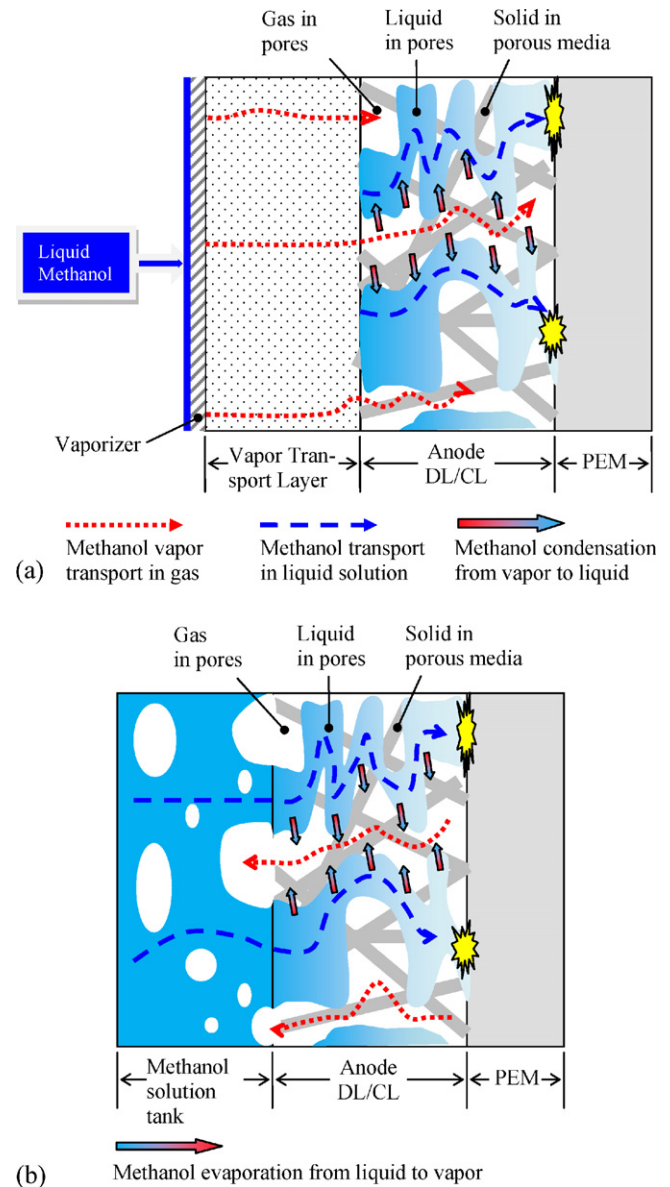 Gas in
pores
Liquid
in pores
Solid in
porous media
Liquid
Methanol
Vaporizer
Vapor Tran-
sport Layer
Anode
DL/CL
PEM
Methanol vapor
transport in gas
Methanol transport
in liquid solution
Methanol condensation
from vapor to liquid
(a)
Gas
in pores
Liquid
in pores
Solid in
porous media
Methanol
solution
tank
Anode
DL/CL
PEM
Methanol evaporation from liquid to vapor
(b)